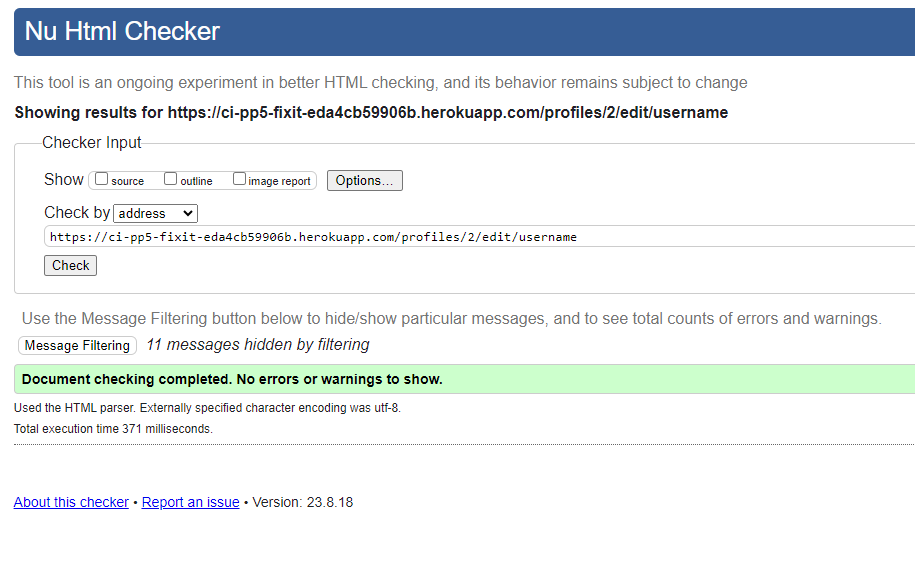 Nu Html Checker
This tool is an ongoing experiment in better HTML checking, and its behavior remains subject to change
Showing results for https://ci-pp5-fixit-eda4cb59906b.herokuapp.com/profiles/2/edit/username
Checker Input
Show source outline image report Options...
Check by address
https://ci-pp5-fixit-eda4cb59906b.herokuapp.com/profiles/2/edit/username
Check
Use the Message Filtering button below to hide/show particular messages, and to see total counts of errors and warnings.
Message Filtering 11 messages hidden by filtering
Document checking completed. No errors or warnings to show.
Used the HTML parser. Externally specified character encoding was utf-8.
Total execution time 371 milliseconds.
About this checker • Report an issue • Version: 23.8.18